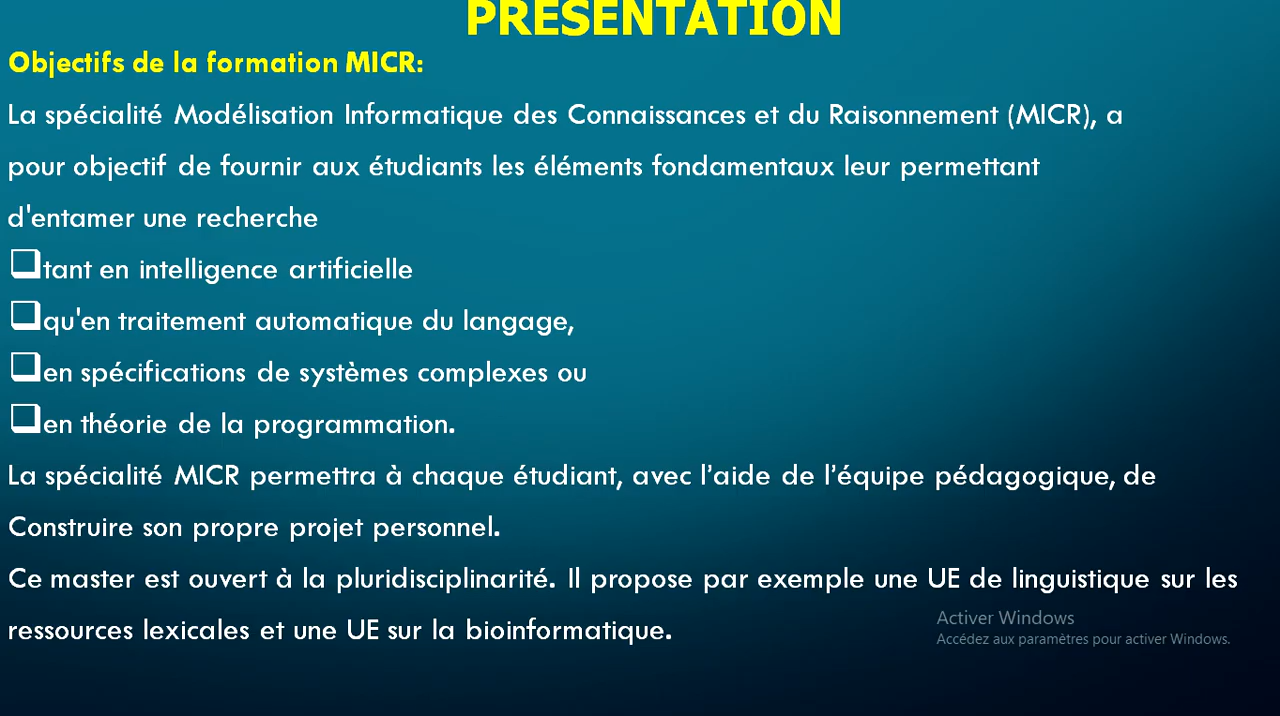 PRESENTATION
Objectifs de la formation MICR:
La spécialité Modélisation Informatique des Connaissances et du Raisonnement (MICR), a
pour objectif de fournir aux étudiants les éléments fondamentaux leur permettant
d'entamer une recherche
❑tant en intelligence artificielle
❑qu'en traitement automatique du langage,
❑en spécifications de systèmes complexes ou
❑en théorie de la programmation.
La spécialité MICR permettra à chaque étudiant, avec l’aide de l’équipe pédagogique, de
Construire son propre projet personnel.
Ce master est ouvert à la pluridisciplinarité. Il propose par exemple une UE de linguistique sur les
ressources lexicales et une UE sur la bioinformatique.
Activer Windows
Accédez aux paramètres pour activer Windows.